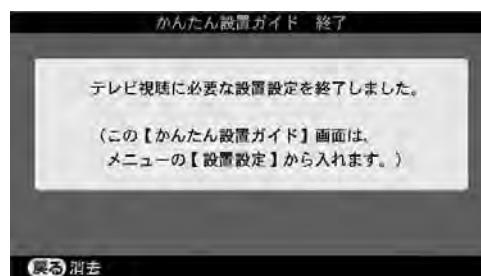 かんたん設置ガイド 終了
テレビ視聴に必要な設置設定を終了しました。
(この【かんたん設置ガイド】画面は、
メニューの【設置設定】から入れます。)
戻る 消去